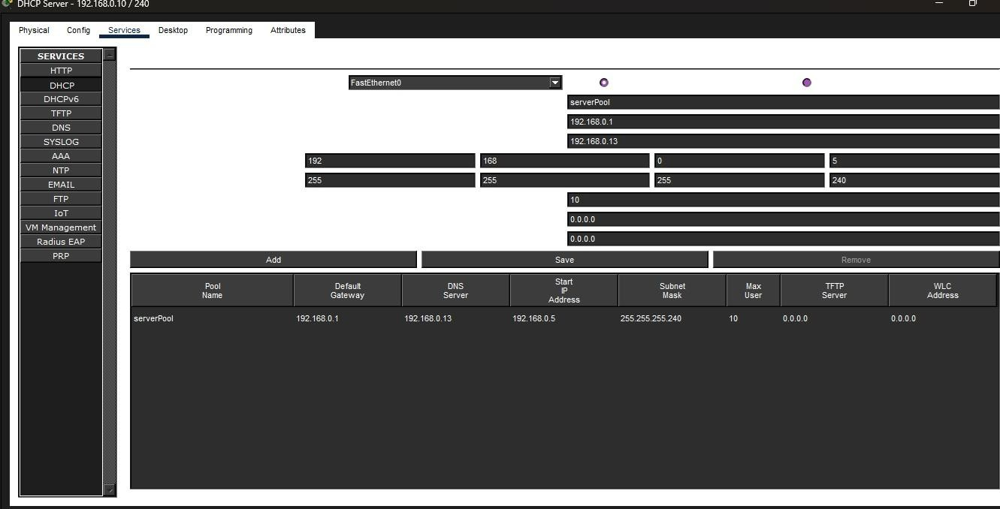 DHCP Server - 192.168.0.10 / 240
Physical Config Services Desktop Programming Attributes
SERVICES
HTTP
DHCP
DHCPv6
TFTP
DNS
SYSLOG
AAA
NTP
EMAIL
FTP
IoT
VM Management
Radius EAP
PRP
FastEthernet0
serverPool
192.168.0.1
192.168.0.13
192 168 0 5
255 255 255 240
10
0.0.0.0
0.0.0.0
Add Save Remove
Pool Name Default Gateway DNS Server Start IP Address Subnet Mask Max User TFTP Server WLC Address
serverPool 192.168.0.1 192.168.0.13 192.168.0.5 255.255.255.240 10 0.0.0.0 0.0.0.0